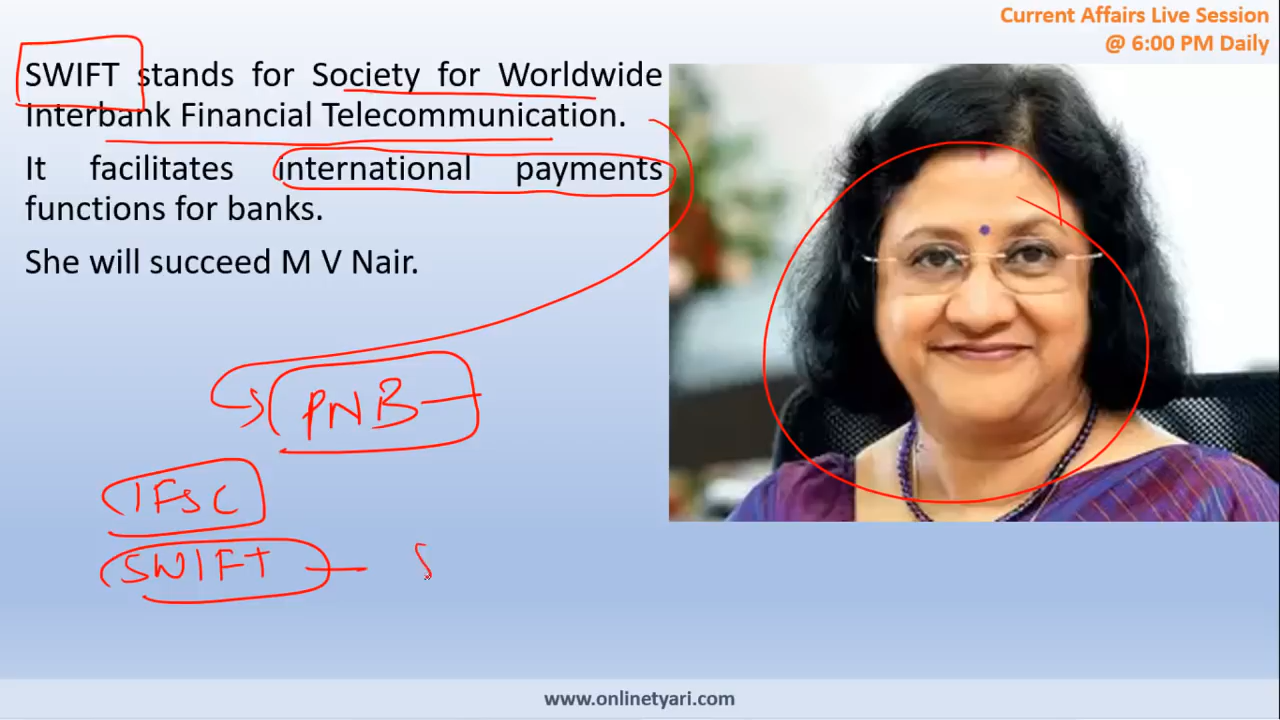 Current Affairs Live Session
@ 6:00 PM Daily
SWIFT stands for Society for Worldwide
Interbank Financial Telecommunication.
It facilitates international payments
functions for banks.
She will succeed M V Nair.
PNB
IFSC
SWIFT — S
www.onlinetyari.com